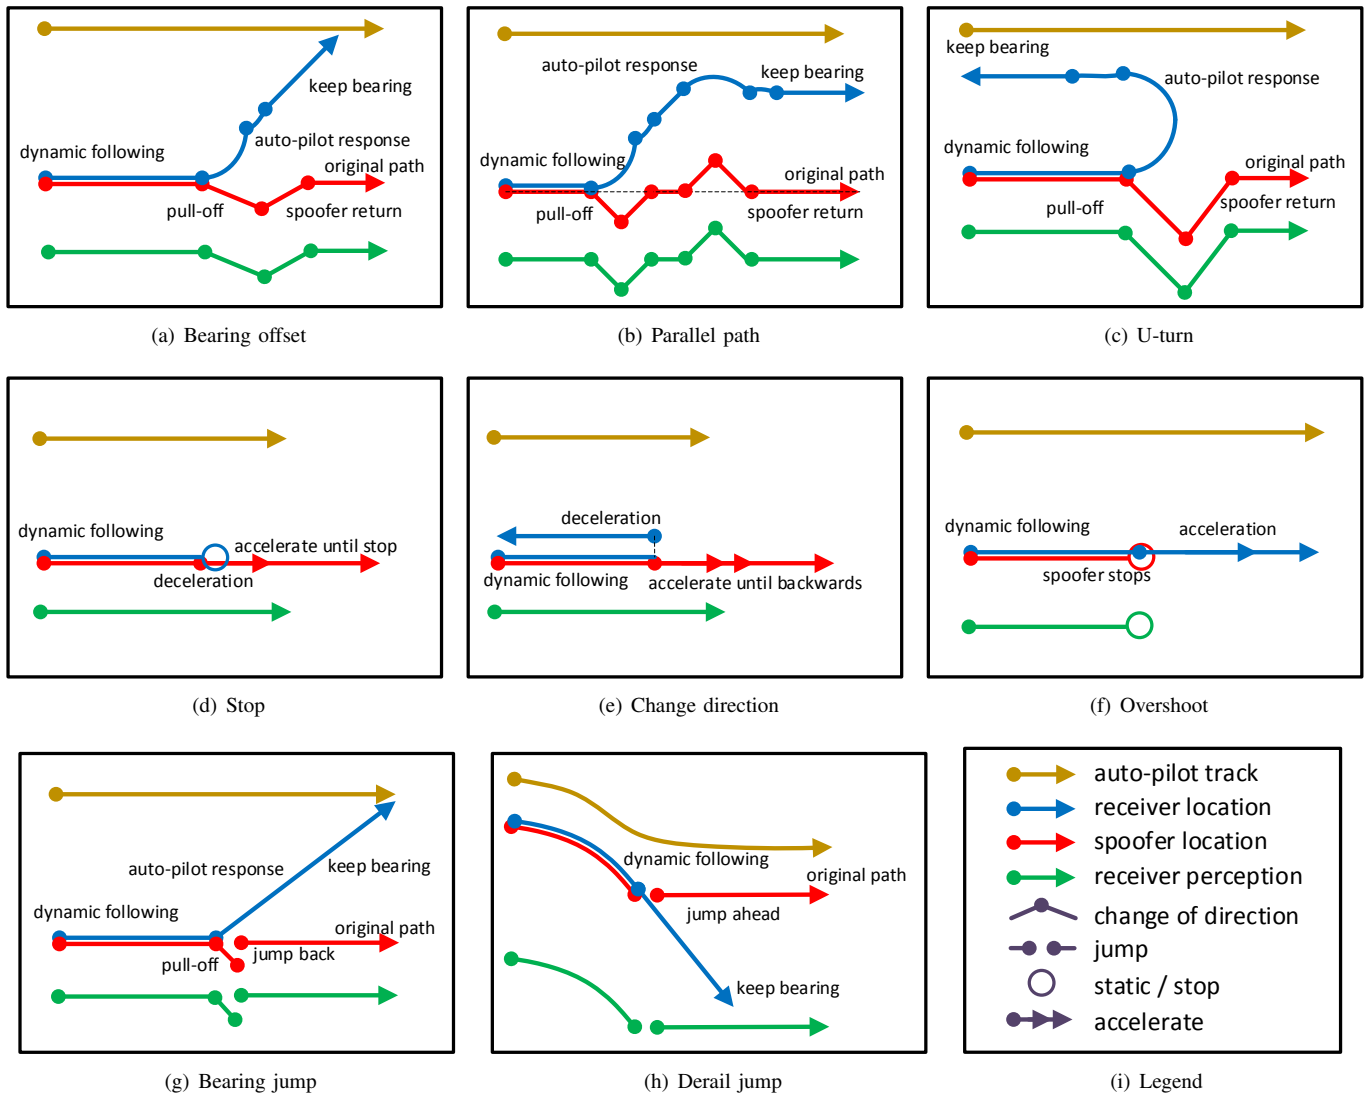 keep bearing
auto-pilot response
dynamic following
original path
pull-off
spoofer return
(a) Bearing offset
auto-pilot response
keep bearing
dynamic following
original path
pull-off
spoofer return
(b) Parallel path
keep bearing
auto-pilot response
dynamic following
original path
pull-off
spoofer return
(c) U-turn
dynamic following
accelerate until stop
deceleration
(d) Stop
deceleration
dynamic following
accelerate until backwards
(e) Change direction
dynamic following
acceleration
spoofer stops
(f) Overshoot
auto-pilot response
keep bearing
dynamic following
original path
jump back
pull-off
(g) Bearing jump
dynamic following
original path
jump ahead
keep bearing
(h) Derail jump
auto-pilot track
receiver location
spoofer location
receiver perception
change of direction
jump
static / stop
accelerate
(i) Legend